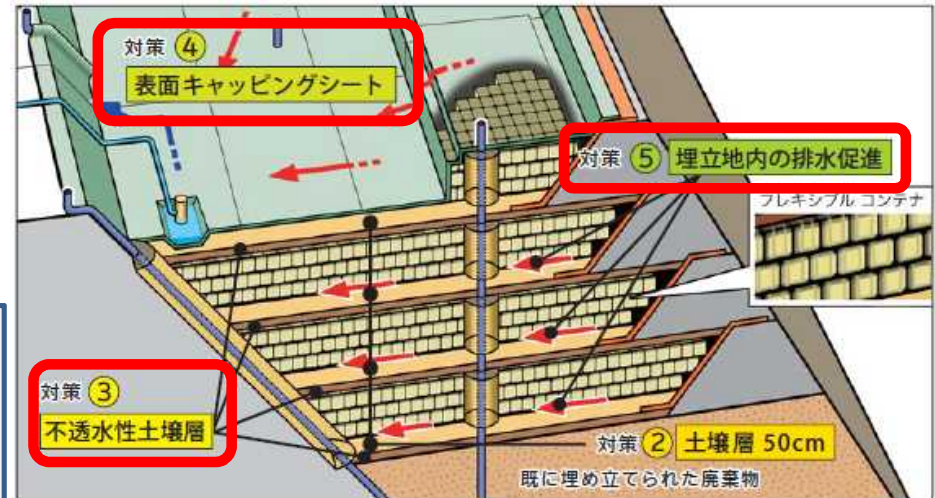 対策 ④
表面キャッピングシート
対策 ⑤ 埋立地内の排水促進
フレキシブル コンテナ
対策 ③
不透水性土壌層
対策 ② 土壌層 50cm
既に埋め立てられた廃棄物